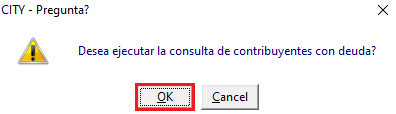 CITY - Pregunta?
Desea ejecutar la consulta de contribuyentes con deuda?
OK Cancel